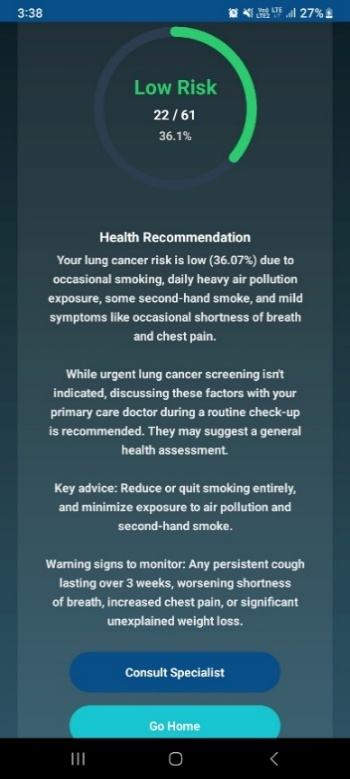 3:38
Vo)) LTE
LTE2
27%
Low Risk
22 / 61
36.1%
Health Recommendation
Your lung cancer risk is low (36.07%) due to
occasional smoking, daily heavy air pollution
exposure, some second-hand smoke, and mild
symptoms like occasional shortness of breath
and chest pain.
While urgent lung cancer screening isn't
indicated, discussing these factors with your
primary care doctor during a routine check-up
is recommended. They may suggest a general
health assessment.
Key advice: Reduce or quit smoking entirely,
and minimize exposure to air pollution and
second-hand smoke.
Warning signs to monitor: Any persistent cough
lasting over 3 weeks, worsening shortness
of breath, increased chest pain, or significant
unexplained weight loss.
Consult Specialist
Go Home